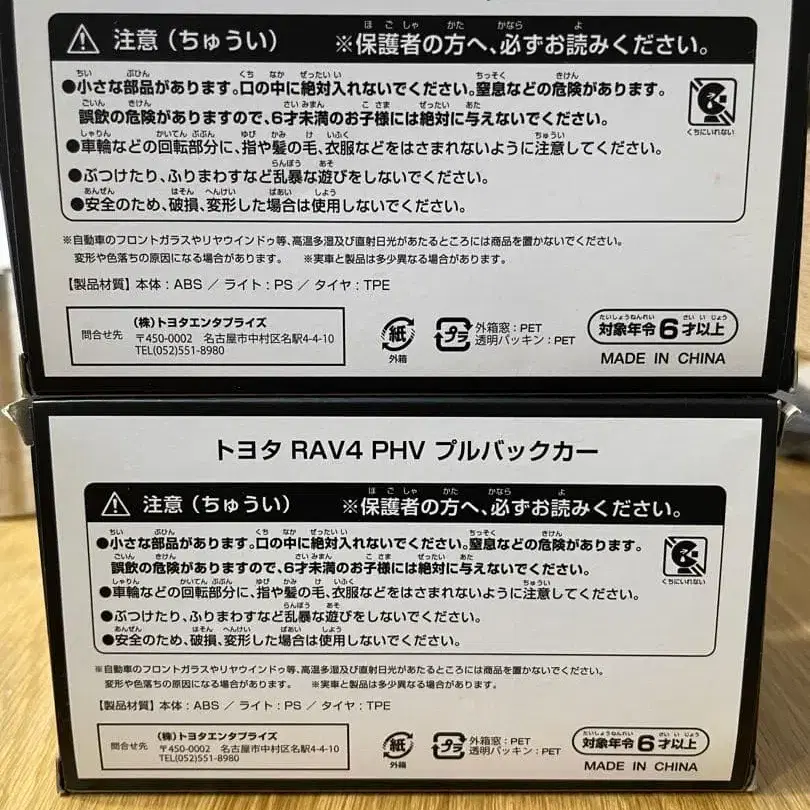 注意（ちゅうい） ※保護者の方へ、必ずお読みください。
●小さな部品があります。口の中に絶対入れないでください。窒息などの危険があります。
誤飲の危険がありますので、6才未満のお子様には絶対に与えないでください。
●車輪などの回転部分に、指や髪の毛、衣服などをはさまれないように注意してください。
●ぶつけたり、ふりまわすなど乱暴な遊びをしないでください。
●安全のため、破損、変形した場合は使用しないでください。
くちにいれない
※自動車のフロントガラスやリヤウインドゥ等、高温多湿及び直射日光があたるところには商品を置かないでください。
変形や色落ちの原因になる場合があります。 ※実車と製品は多少異なる場合があります。
【製品材質】本体：ABS ／ ライト：PS ／ タイヤ：TPE
問合せ先
（株）トヨタエンタプライズ
〒450-0002 名古屋市中村区名駅4-4-10
TEL(052)551-8980
紙
外箱
プラ
外箱窓：PET
透明パッキン：PET
たいしょうねんれい さい いじょう
対象年令6才以上
MADE IN CHINA
トヨタ RAV4 PHV プルバックカー
注意（ちゅうい） ※保護者の方へ、必ずお読みください。
●小さな部品があります。口の中に絶対入れないでください。窒息などの危険があります。
誤飲の危険がありますので、6才未満のお子様には絶対に与えないでください。
●車輪などの回転部分に、指や髪の毛、衣服などをはさまれないように注意してください。
●ぶつけたり、ふりまわすなど乱暴な遊びをしないでください。
●安全のため、破損、変形した場合は使用しないでください。
くちにいれない
※自動車のフロントガラスやリヤウインドゥ等、高温多湿及び直射日光があたるところには商品を置かないでください。
変形や色落ちの原因になる場合があります。 ※実車と製品は多少異なる場合があります。
【製品材質】本体：ABS ／ ライト：PS ／ タイヤ：TPE
問合せ先
（株）トヨタエンタプライズ
〒450-0002 名古屋市中村区名駅4-4-10
TEL(052)551-8980
紙
外箱
プラ
外箱窓：PET
透明パッキン：PET
たいしょうねんれい さい いじょう
対象年令6才以上
MADE IN CHINA